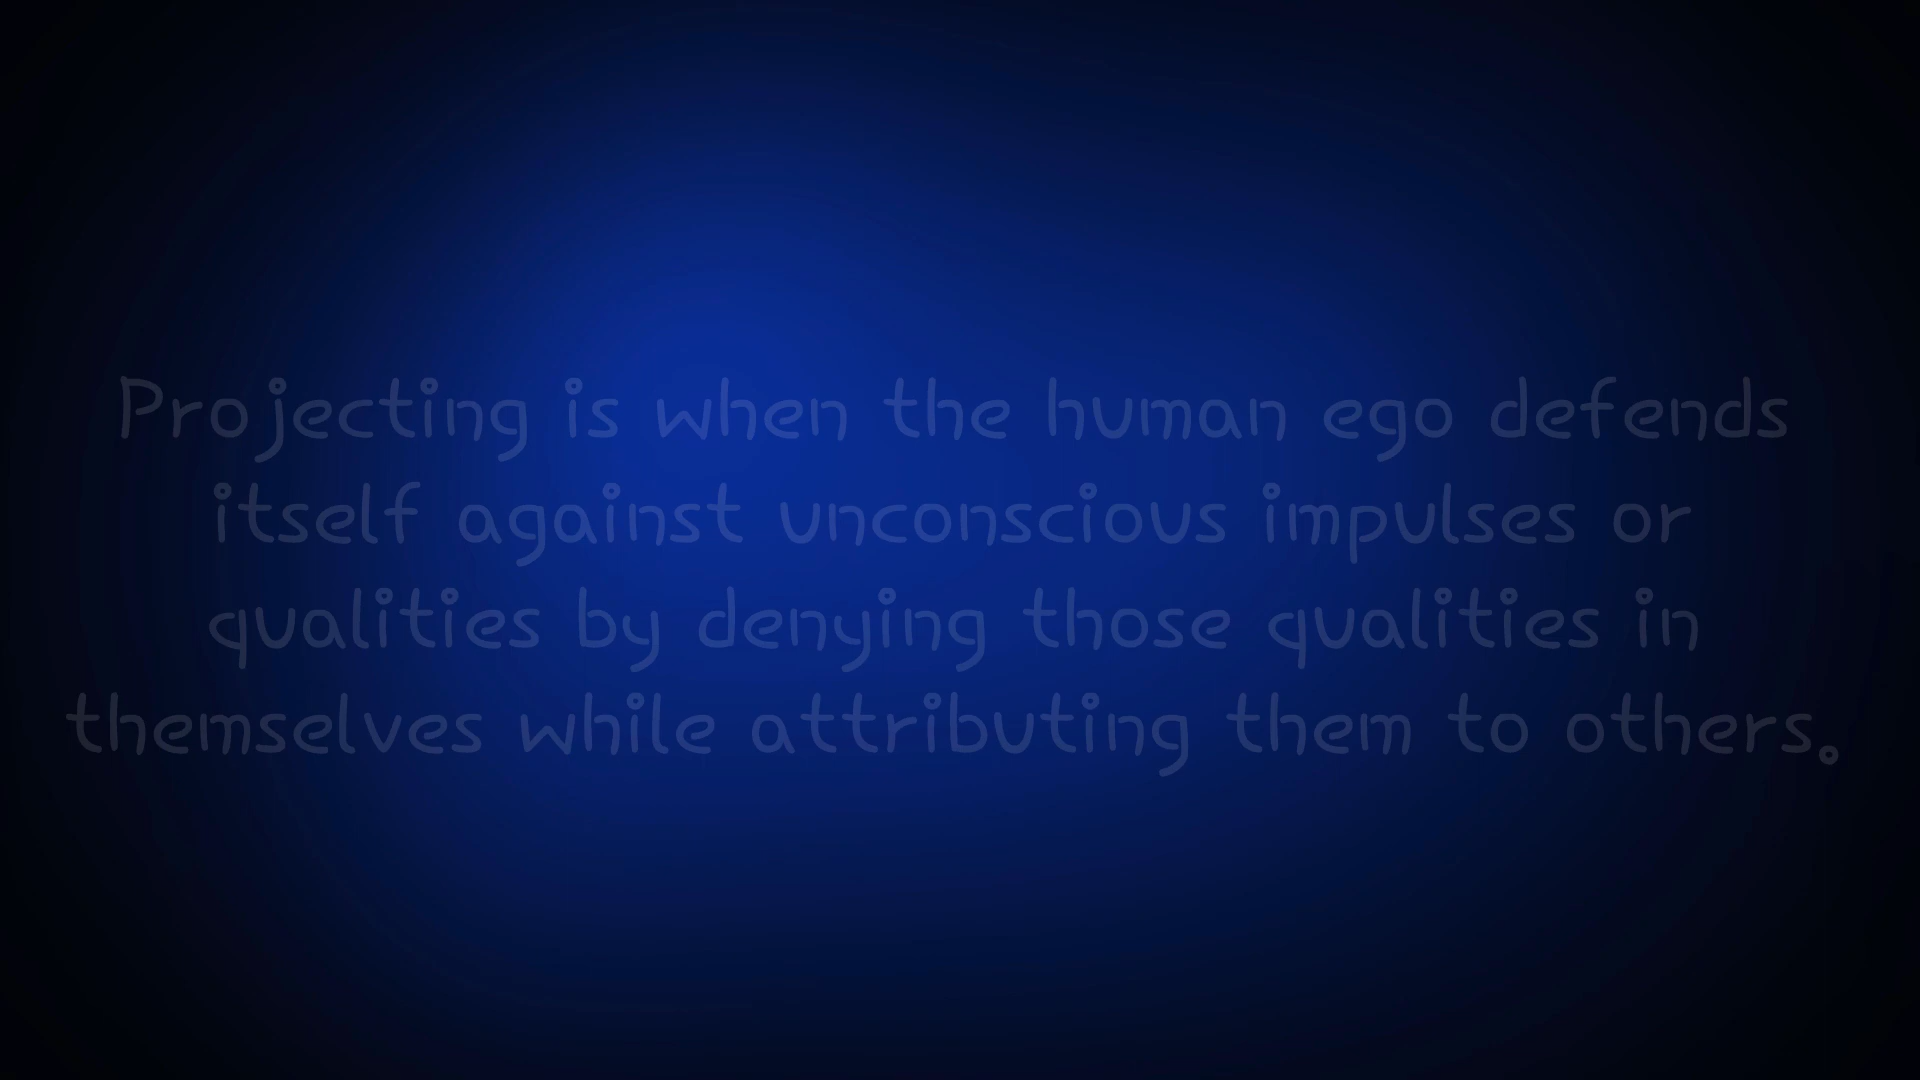 Projecting is when the human ego defends
itself against unconscious impulses or
qualities by denying those qualities in
themselves while attributing them to others.